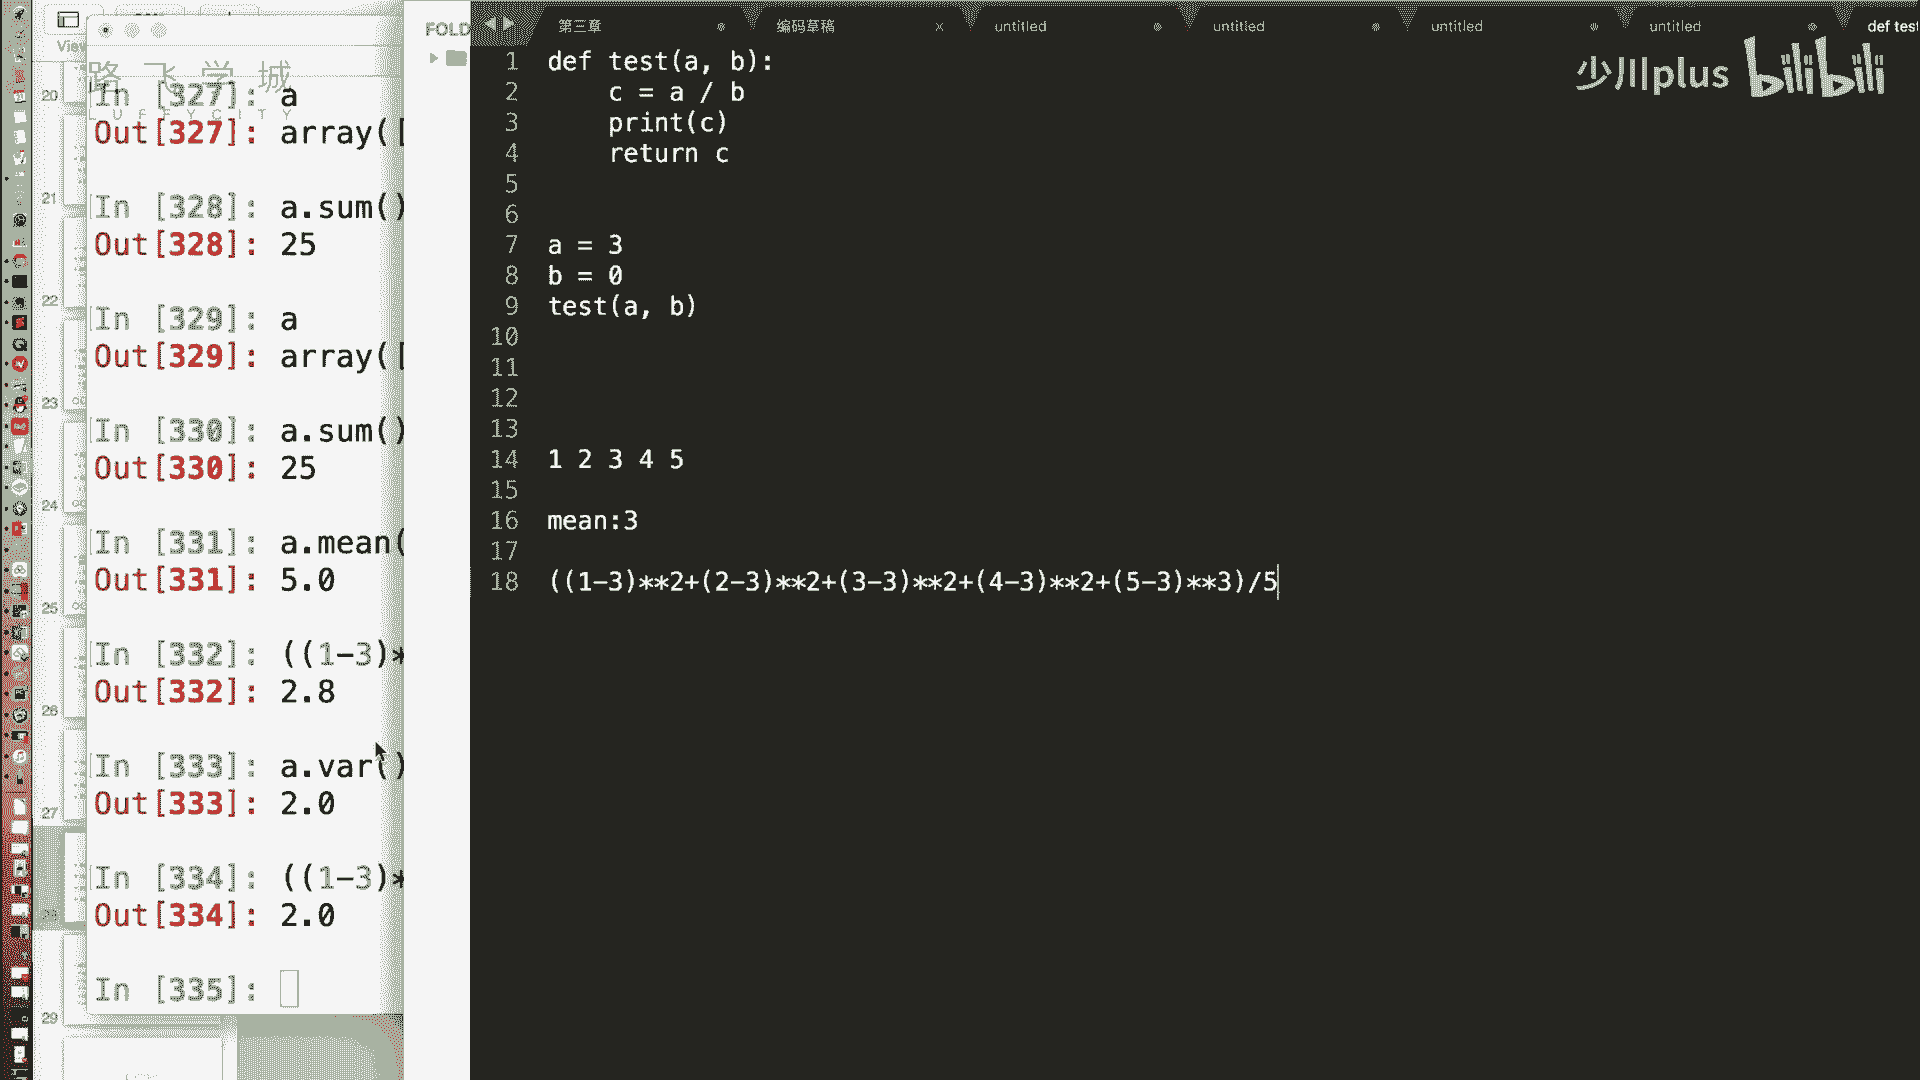 View
FOLD
第三章
编码草稿
untitled
untitled
untitled
untitled
def test
少川plus bilibili
路飞学城
LUFFYCITY
20
21
22
23
24
25
26
27
28
29
In [327]: a
Out[327]: array([
In [328]: a.sum()
Out[328]: 25
In [329]: a
Out[329]: array([
In [330]: a.sum()
Out[330]: 25
In [331]: a.mean(
Out[331]: 5.0
In [332]: ((1-3)*
Out[332]: 2.8
In [333]: a.var()
Out[333]: 2.0
In [334]: ((1-3)*
Out[334]: 2.0
In [335]:
1 def test(a, b):
2     c = a / b
3     print(c)
4     return c
5
6
7 a = 3
8 b = 0
9 test(a, b)
10
11
12
13
14 1 2 3 4 5
15
16 mean:3
17
18 ((1-3)**2+(2-3)**2+(3-3)**2+(4-3)**2+(5-3)**3)/5